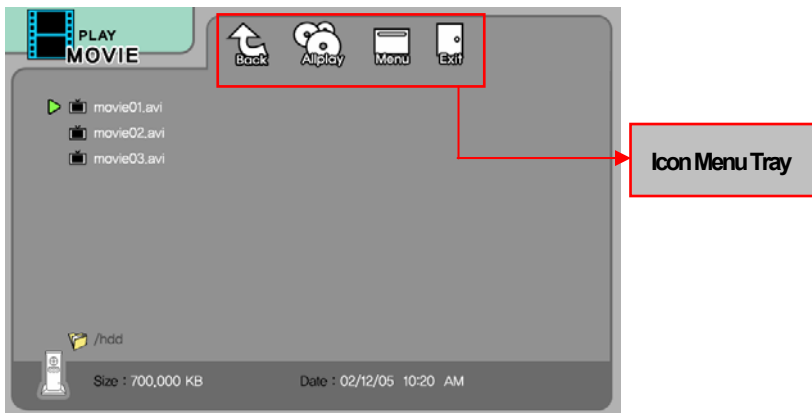 PLAY
MOVIE
Back Allplay Menu Exit
movie01.avi
movie02.avi
movie03.avi
Icon Menu Tray
/hdd
Size : 700,000 KB Date : 02/12/05 10:20 AM